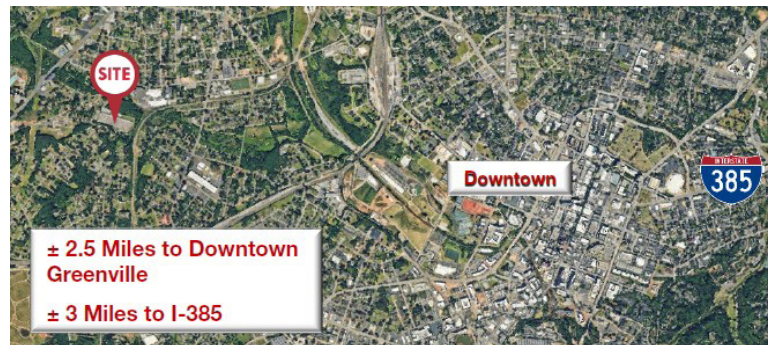 SITE
Downtown
INTERSTATE
385
± 2.5 Miles to Downtown
Greenville
± 3 Miles to I-385